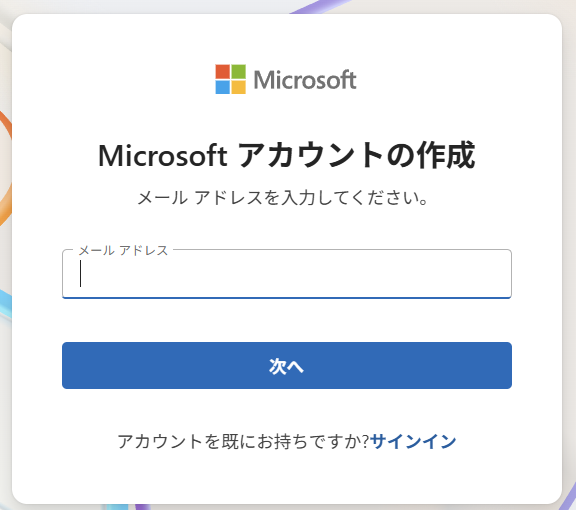 Microsoft
Microsoft アカウントの作成
メール アドレスを入力してください。
メール アドレス
次へ
アカウントを既にお持ちですか?サインイン